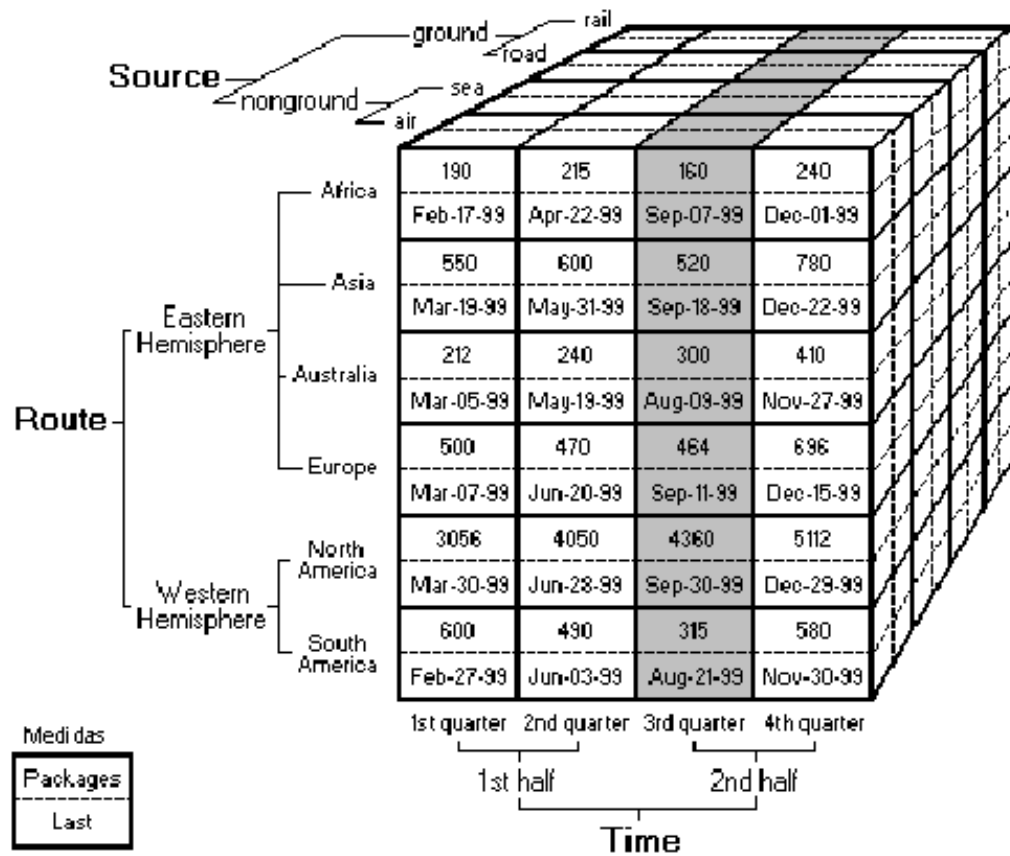 rail
ground
road
Source
sea
nonground
air
190 215 160 240
Africa
Feb-17-99 Apr-22-99 Sep-07-99 Dec-01-99
550 600 520 780
Asia
Mar-19-99 May-31-99 Sep-18-99 Dec-22-99
Eastern
Hemisphere
212 240 300 410
Australia
Mar-05-99 May-19-99 Aug-09-99 Nov-27-99
Route
500 470 464 696
Europe
Mar-07-99 Jun-20-99 Sep-11-99 Dec-15-99
3056 4050 4360 5112
North
America
Mar-30-99 Jun-28-99 Sep-30-99 Dec-29-99
Western
Hemisphere
600 490 315 580
South
America
Feb-27-99 Jun-03-99 Aug-21-99 Nov-30-99
1st quarter 2nd quarter 3rd quarter 4th quarter
Medidas
Packages
Last
1st half 2nd half
Time